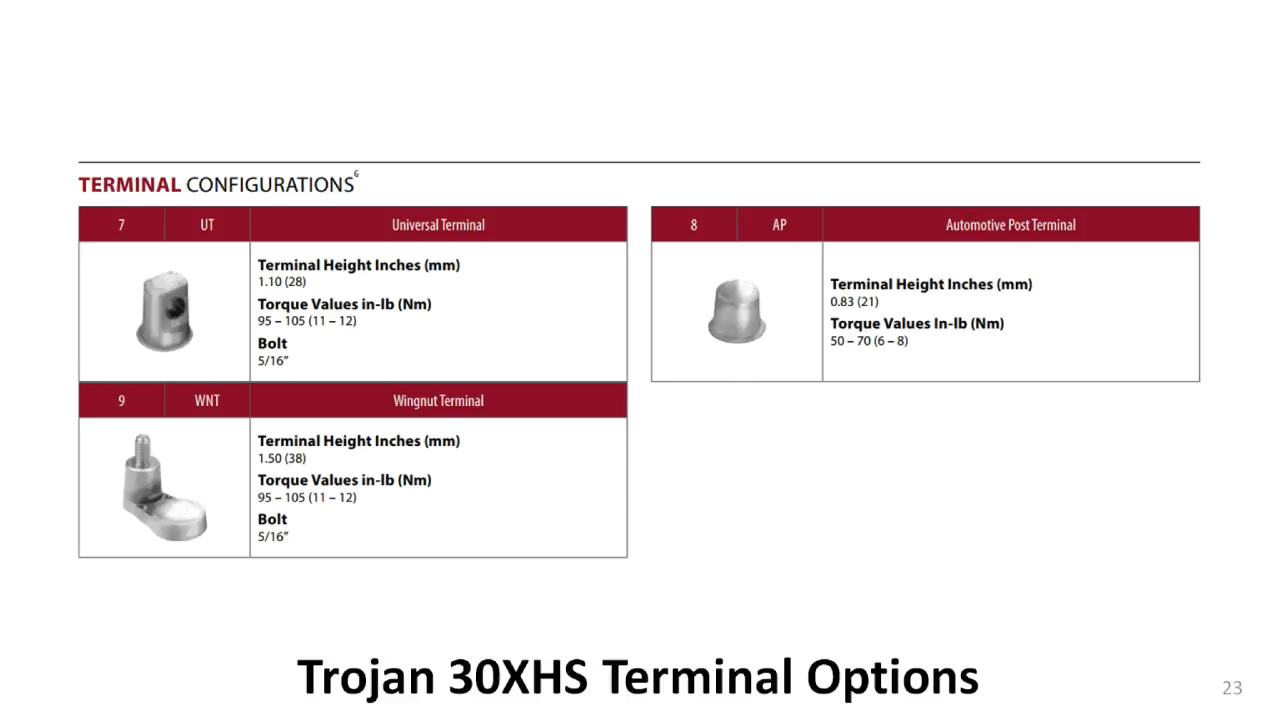 TERMINAL CONFIGURATIONS6
7 UT Universal Terminal
Terminal Height Inches (mm)
1.10 (28)
Torque Values in-lb (Nm)
95 – 105 (11 – 12)
Bolt
5/16”
8 AP Automotive Post Terminal
Terminal Height Inches (mm)
0.83 (21)
Torque Values In-lb (Nm)
50 – 70 (6 – 8)
9 WNT Wingnut Terminal
Terminal Height Inches (mm)
1.50 (38)
Torque Values in-lb (Nm)
95 – 105 (11 – 12)
Bolt
5/16”
Trojan 30XHS Terminal Options
23